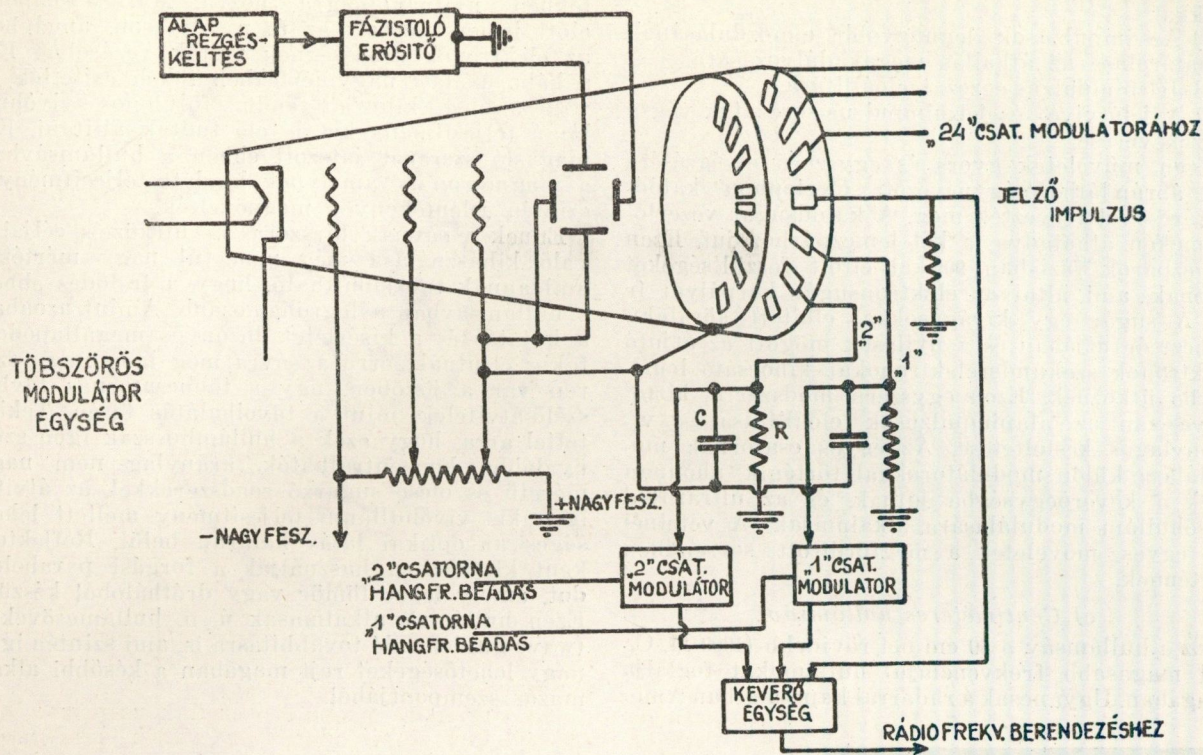 ALAP
REZGÉS-
KELTÉS
FÁZISTOLÓ
ERŐSITŐ
„24” CSAT. MODULÁTORÁHOZ
JELZŐ
IMPULZUS
„2”
„1”
TÖBSZÖRÖS
MODULÁTOR
EGYSÉG
C
R
+NAGYFESZ.
-NAGYFESZ.
„2” CSATORNA
HANGFR. BEADÁS
„2” CSAT.
MODULÁTOR
„1” CSAT.
MODULATOR
„1” CSATORNA
HANGFR. BEADÁS
KEVERŐ
EGYSÉG
RÁDIOFREKV. BERENDEZÉSHEZ